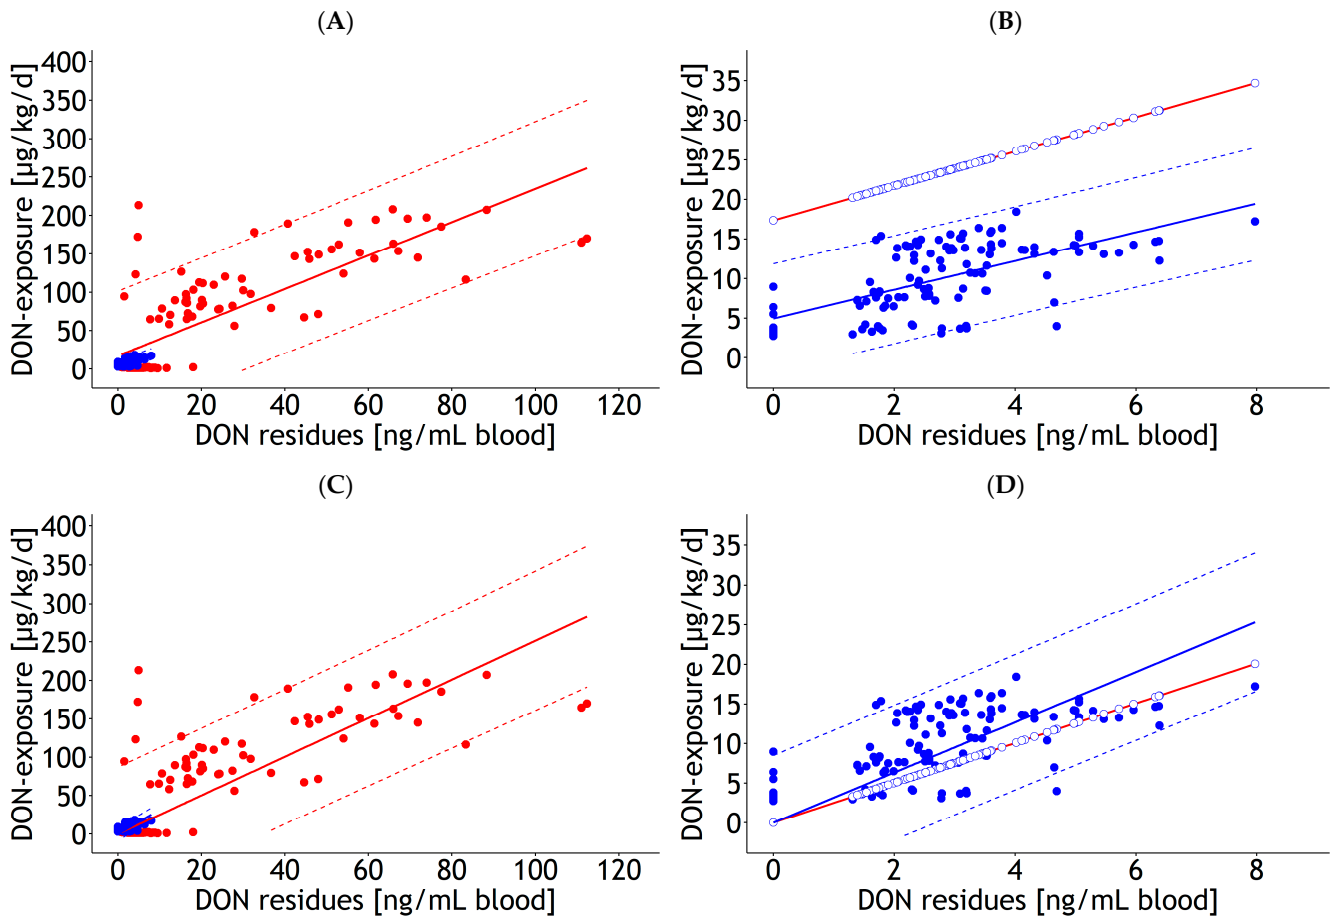 (A)
DON-exposure [µg/kg/d]
400
350
300
250
200
150
100
50
0
0 20 40 60 80 100 120
DON residues [ng/mL blood]
(B)
DON-exposure [µg/kg/d]
35
30
25
20
15
10
5
0
0 2 4 6 8
DON residues [ng/mL blood]
(C)
DON-exposure [µg/kg/d]
400
350
300
250
200
150
100
50
0
0 20 40 60 80 100 120
DON residues [ng/mL blood]
(D)
DON-exposure [µg/kg/d]
35
30
25
20
15
10
5
0
0 2 4 6 8
DON residues [ng/mL blood]